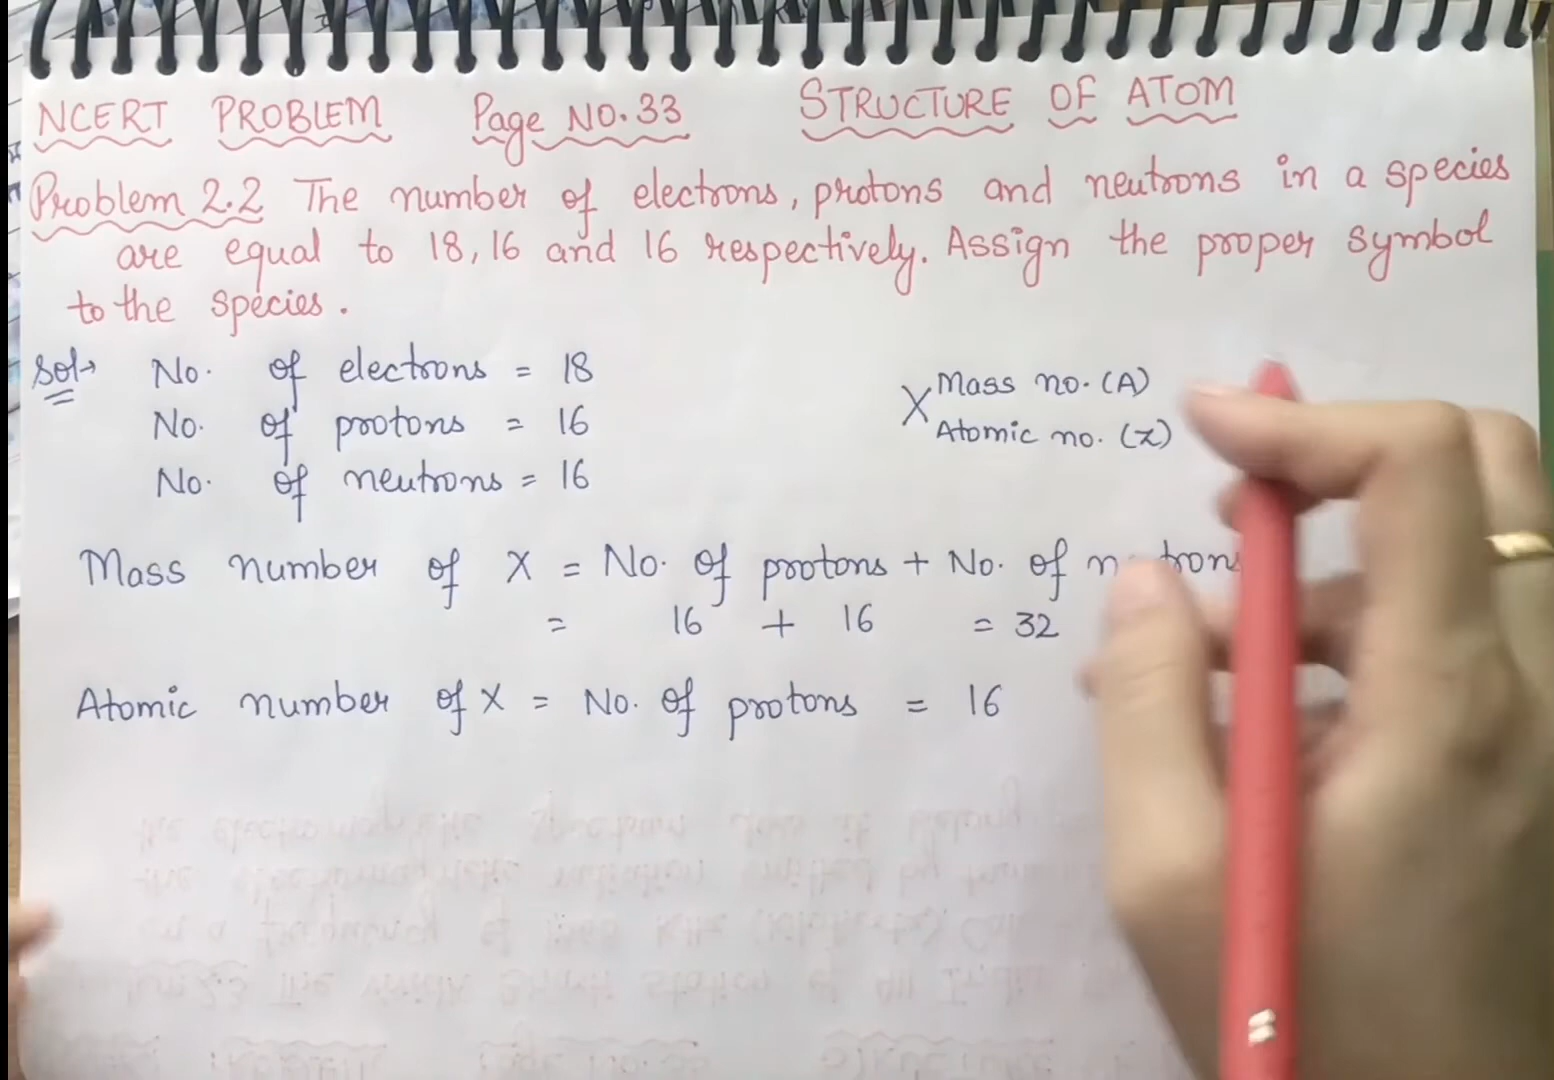 NCERT PROBLEM Page NO.33 STRUCTURE OF ATOM
Problem 2.2 The number of electrons, protons and neutrons in a species
are equal to 18, 16 and 16 respectively. Assign the proper symbol
to the species.
Sol→ No. of electrons = 18
No. of protons = 16
No. of neutrons = 16
X Mass no. (A)
Atomic no. (z)
Mass number of X = No. of protons + No. of
= 16 + 16 = 32
Atomic number of X = No. of protons = 16